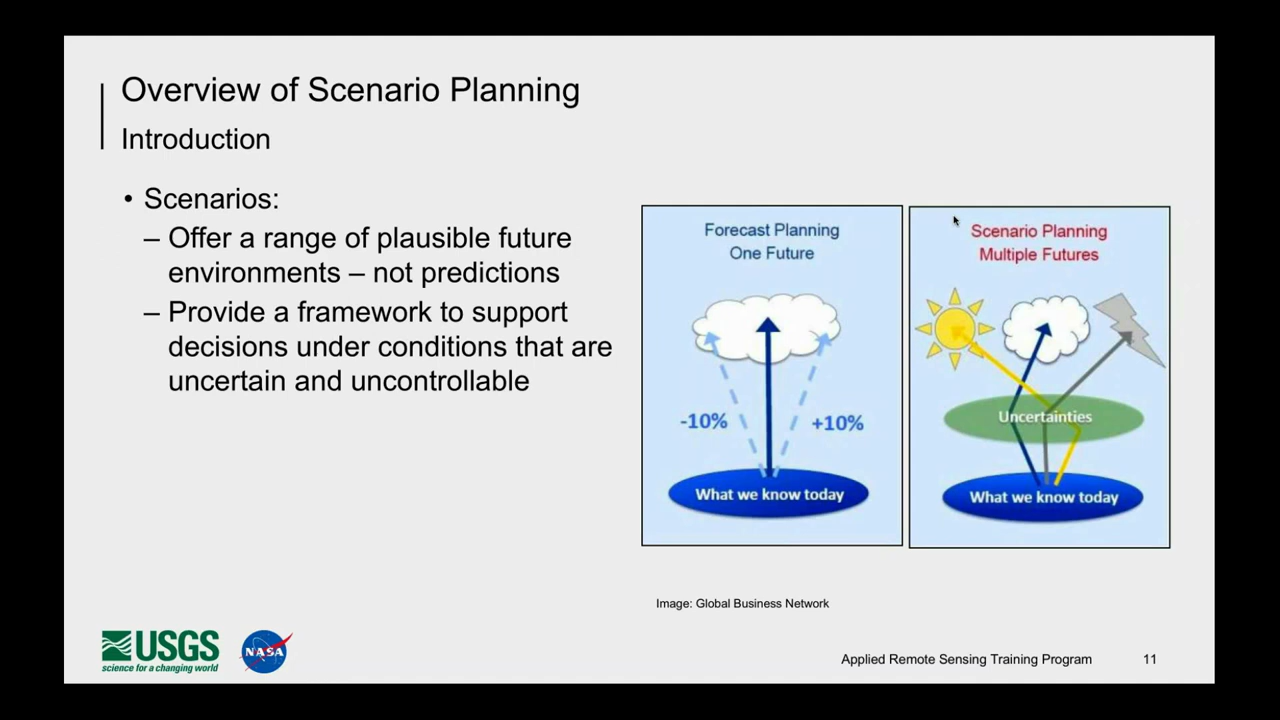 Overview of Scenario Planning
Introduction
• Scenarios:
– Offer a range of plausible future
environments – not predictions
– Provide a framework to support
decisions under conditions that are
uncertain and uncontrollable
Forecast Planning
One Future
-10%
+10%
What we know today
Scenario Planning
Multiple Futures
Uncertainties
What we know today
Image: Global Business Network
USGS
science for a changing world
NASA
Applied Remote Sensing Training Program
11